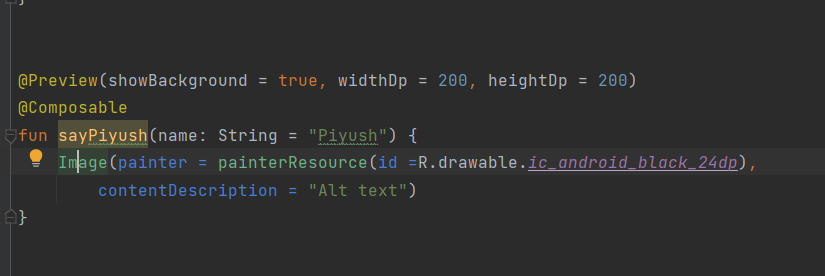 }
@Preview(showBackground = true, widthDp = 200, heightDp = 200)
@Composable
fun sayPiyush(name: String = "Piyush") {
Image(painter = painterResource(id =R.drawable.ic_android_black_24dp),
contentDescription = "Alt text")
}